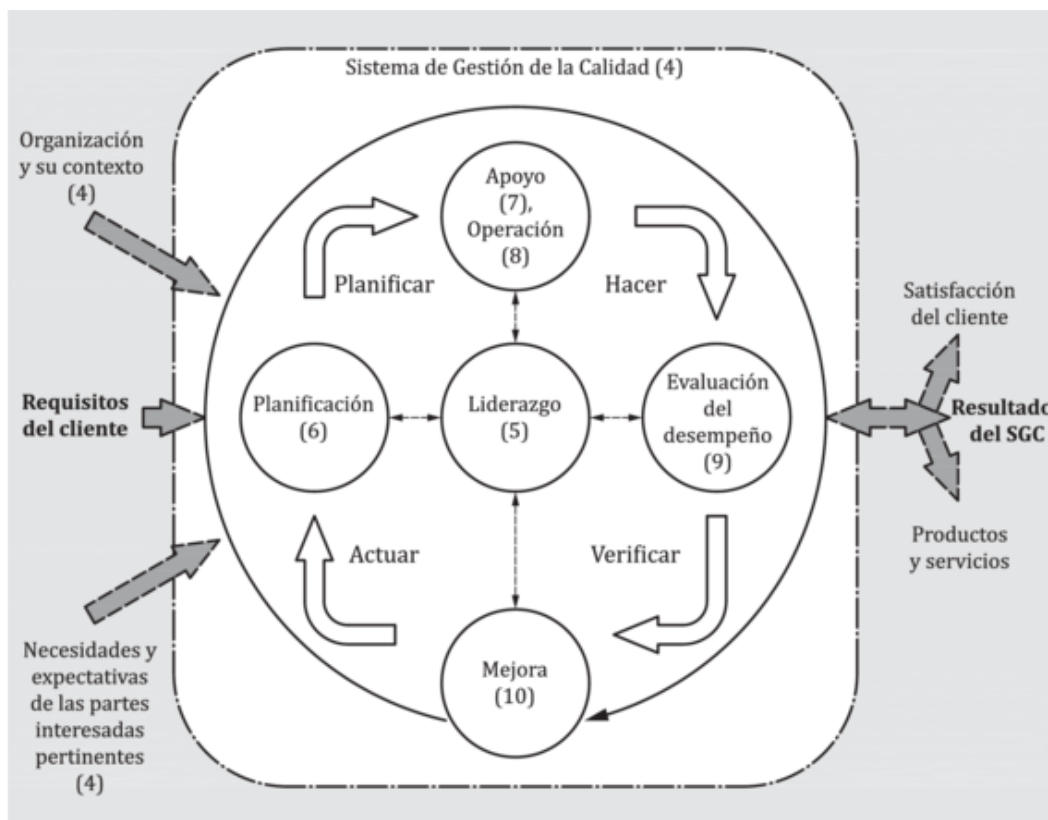 Sistema de Gestión de la Calidad (4)
Organización
y su contexto
(4)
Apoyo
(7),
Operación
(8)
Planificar
Hacer
Satisfacción
del cliente
Requisitos
del cliente
Planificación
(6)
Liderazgo
(5)
Evaluación
del
desempeño
(9)
Resultado
del SGC
Actuar
Verificar
Productos
y servicios
Necesidades y
expectativas
de las partes
interesadas
pertinentes
(4)
Mejora
(10)